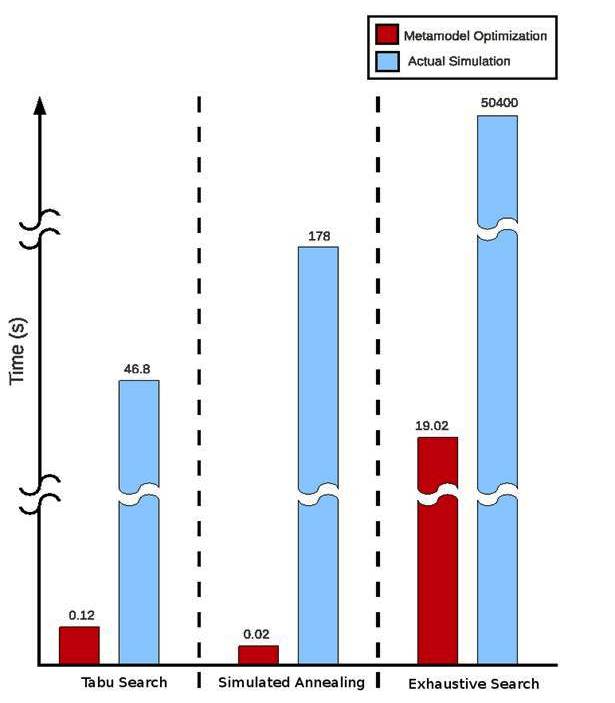 Metamodel Optimization
Actual Simulation
50400
178
46.8
19.02
0.12
0.02
Time (s)
Tabu Search
Simulated Annealing
Exhaustive Search